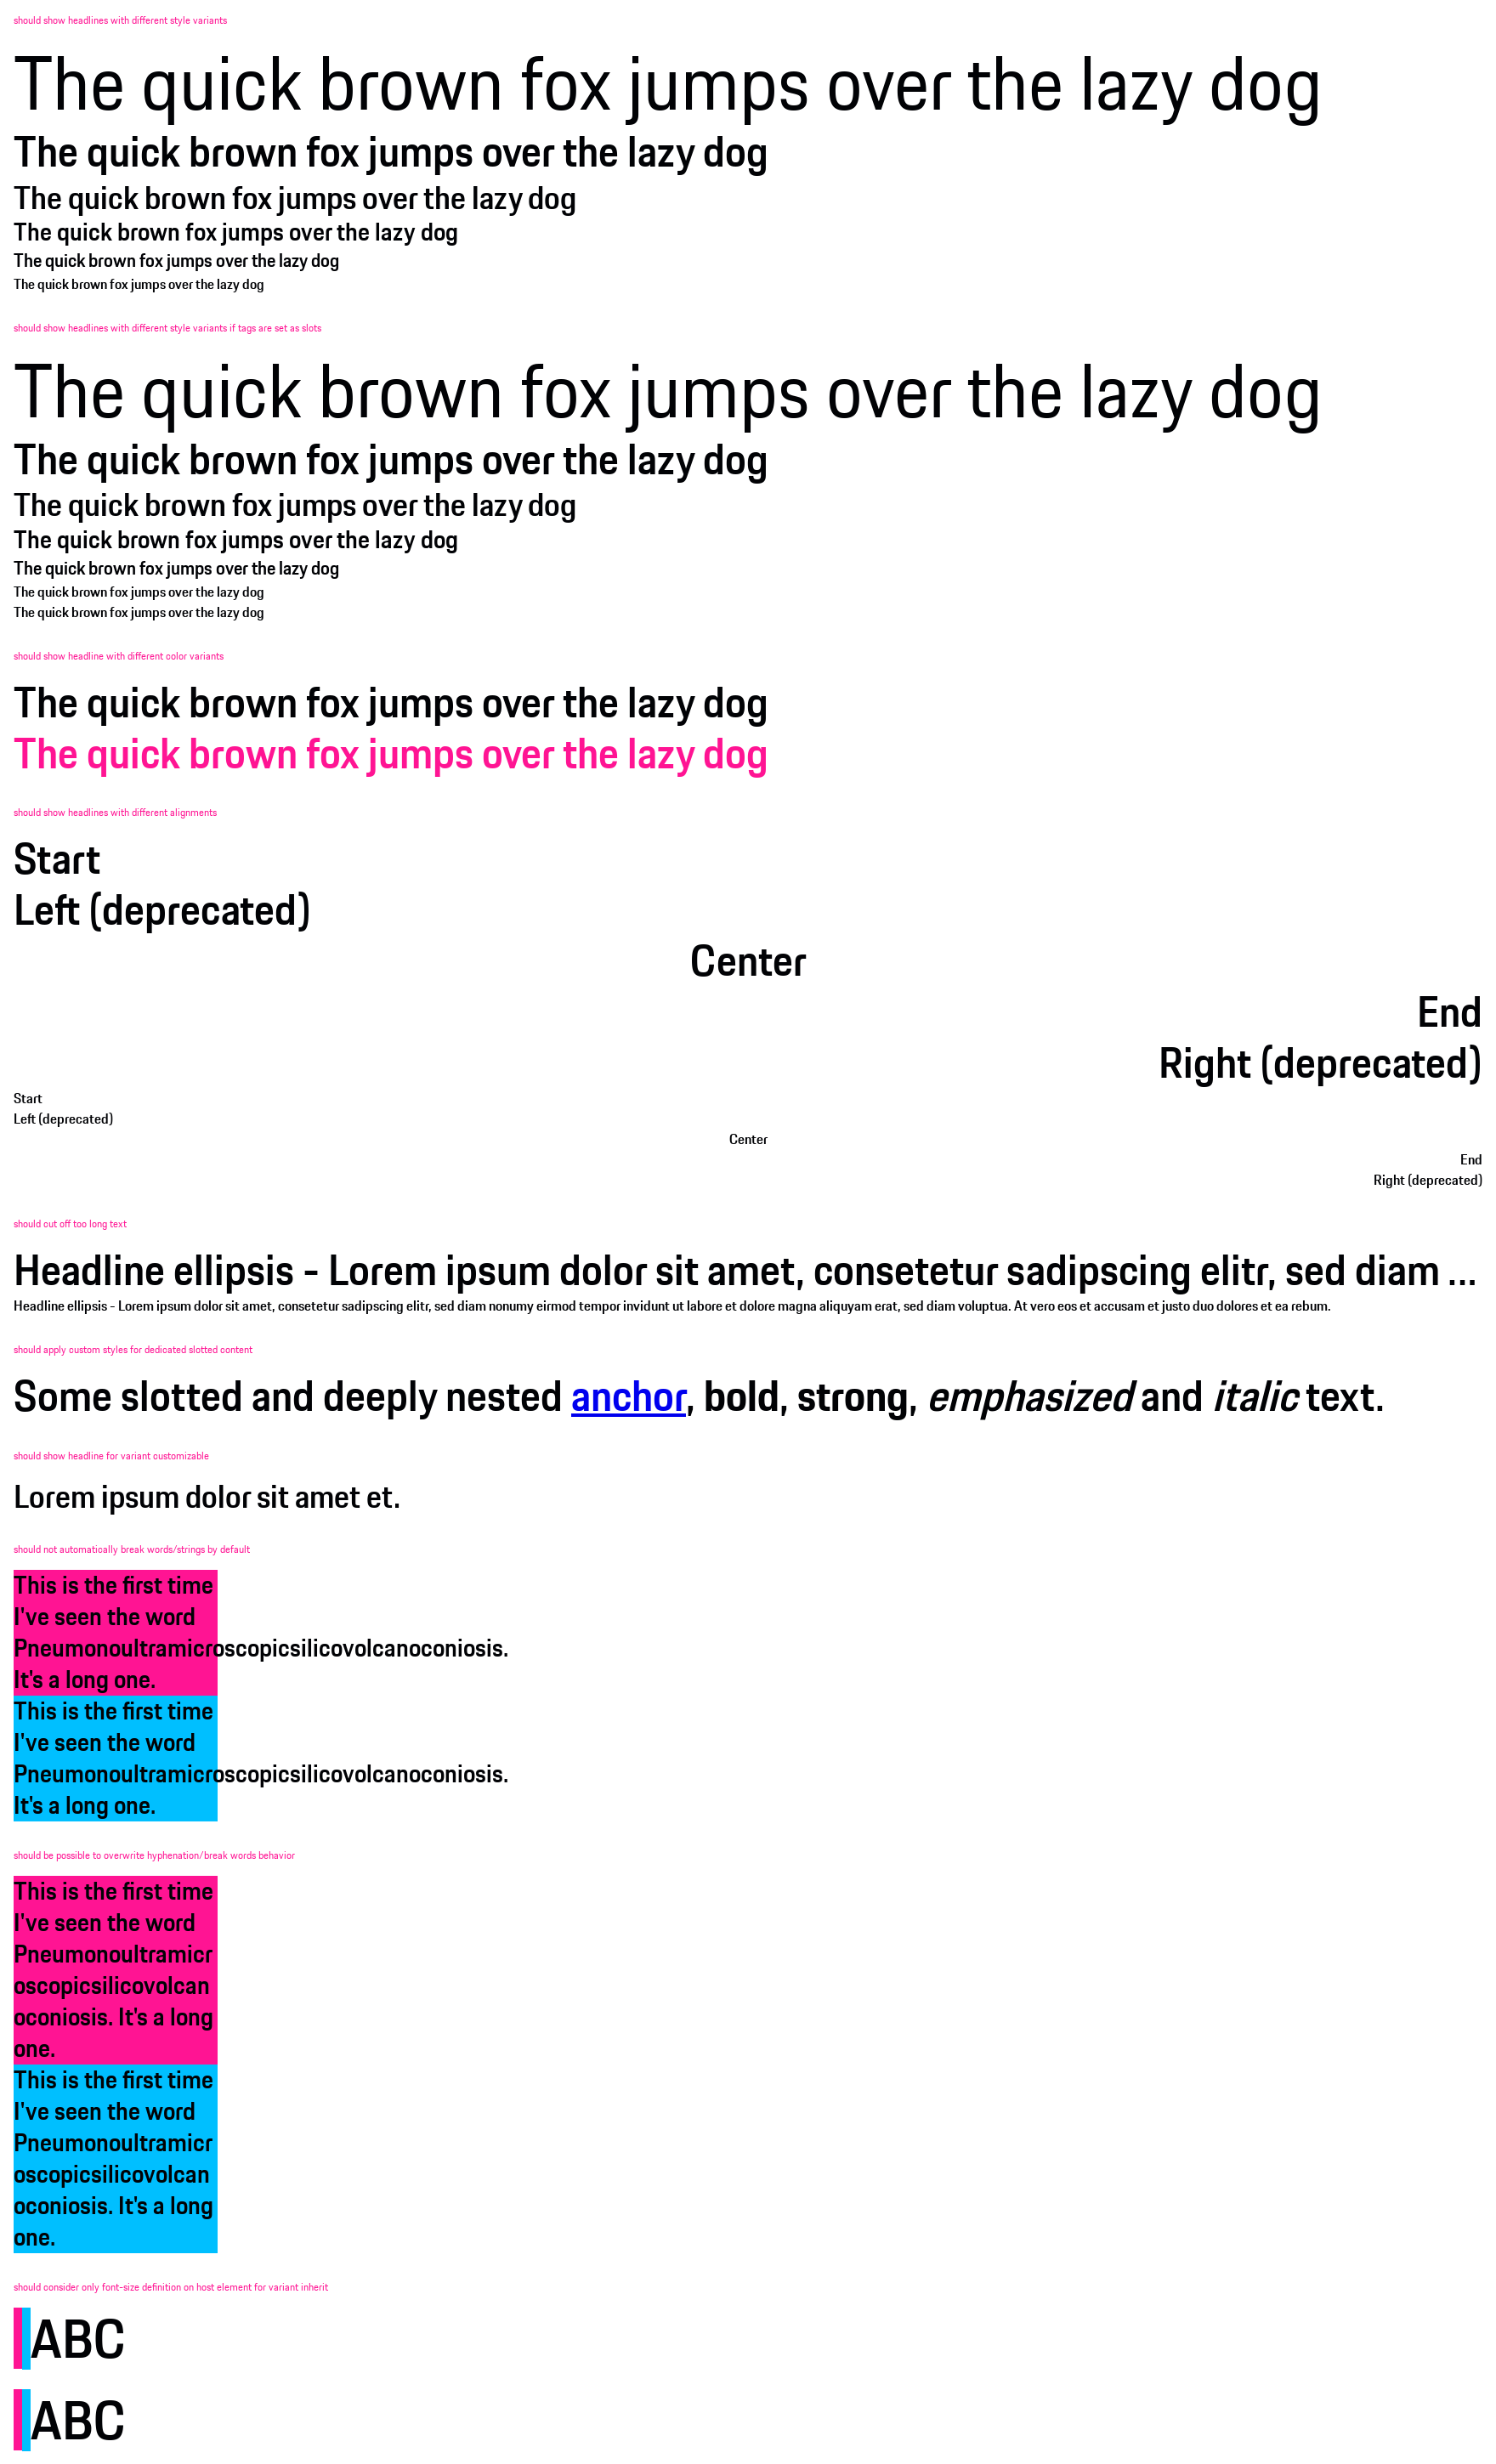 should show headlines with different style variants
The quick brown fox jumps over the lazy dog
The quick brown fox jumps over the lazy dog
The quick brown fox jumps over the lazy dog
The quick brown fox jumps over the lazy dog
The quick brown fox jumps over the lazy dog
The quick brown fox jumps over the lazy dog
should show headlines with different style variants if tags are set as slots
The quick brown fox jumps over the lazy dog
The quick brown fox jumps over the lazy dog
The quick brown fox jumps over the lazy dog
The quick brown fox jumps over the lazy dog
The quick brown fox jumps over the lazy dog
The quick brown fox jumps over the lazy dog
The quick brown fox jumps over the lazy dog
should show headline with different color variants
The quick brown fox jumps over the lazy dog
The quick brown fox jumps over the lazy dog
should show headlines with different alignments
Start
Left (deprecated)
Center
End
Right (deprecated)
Start
Left (deprecated)
Center
End
Right (deprecated)
should cut off too long text
Headline ellipsis - Lorem ipsum dolor sit amet, consetetur sadipscing elitr, sed diam ...
Headline ellipsis - Lorem ipsum dolor sit amet, consetetur sadipscing elitr, sed diam nonumy eirmod tempor invidunt ut labore et dolore magna aliquyam erat, sed diam voluptua. At vero eos et accusam et justo duo dolores et ea rebum.
should apply custom styles for dedicated slotted content
Some slotted and deeply nested anchor, bold, strong, emphasized and italic text.
should show headline for variant customizable
Lorem ipsum dolor sit amet et.
should not automatically break words/strings by default
This is the first time
I've seen the word
Pneumonoultramicroscopicsilicovolcanoconiosis.
It's a long one.
This is the first time
I've seen the word
Pneumonoultramicroscopicsilicovolcanoconiosis.
It's a long one.
should be possible to overwrite hyphenation/break words behavior
This is the first time
I've seen the word
Pneumonoultramicr
oscopicsilicovolcan
oconiosis. It's a long
one.
This is the first time
I've seen the word
Pneumonoultramicr
oscopicsilicovolcan
oconiosis. It's a long
one.
should consider only font-size definition on host element for variant inherit
ABC
ABC